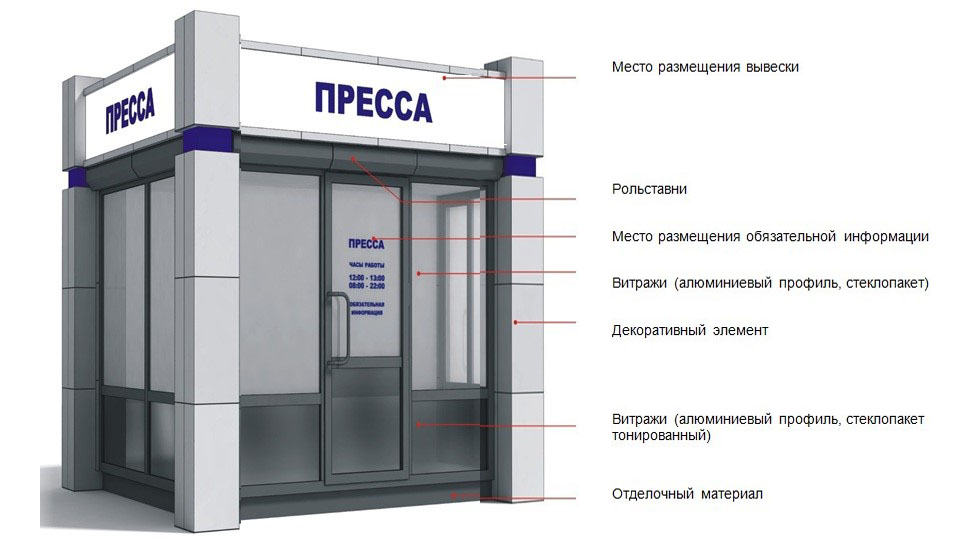 ПРЕССА
ПРЕССА
ПРЕССА
ЧАСЫ РАБОТЫ
12:00 - 13:00
08:00 - 22:00
ОБЯЗАТЕЛЬНАЯ
ИНФОРМАЦИЯ
Место размещения вывески
Рольставни
Место размещения обязательной информации
Витражи (алюминиевый профиль, стеклопакет)
Декоративный элемент
Витражи (алюминиевый профиль, стеклопакет
тонированный)
Отделочный материал